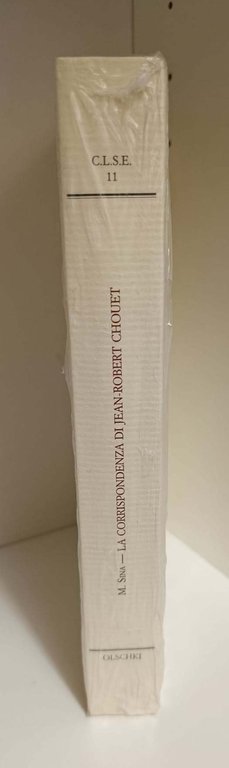 C.L.S.E.
11
M. Sina — LA CORRISPONDENZA DI JEAN-ROBERT CHOUET
OLSCHKI